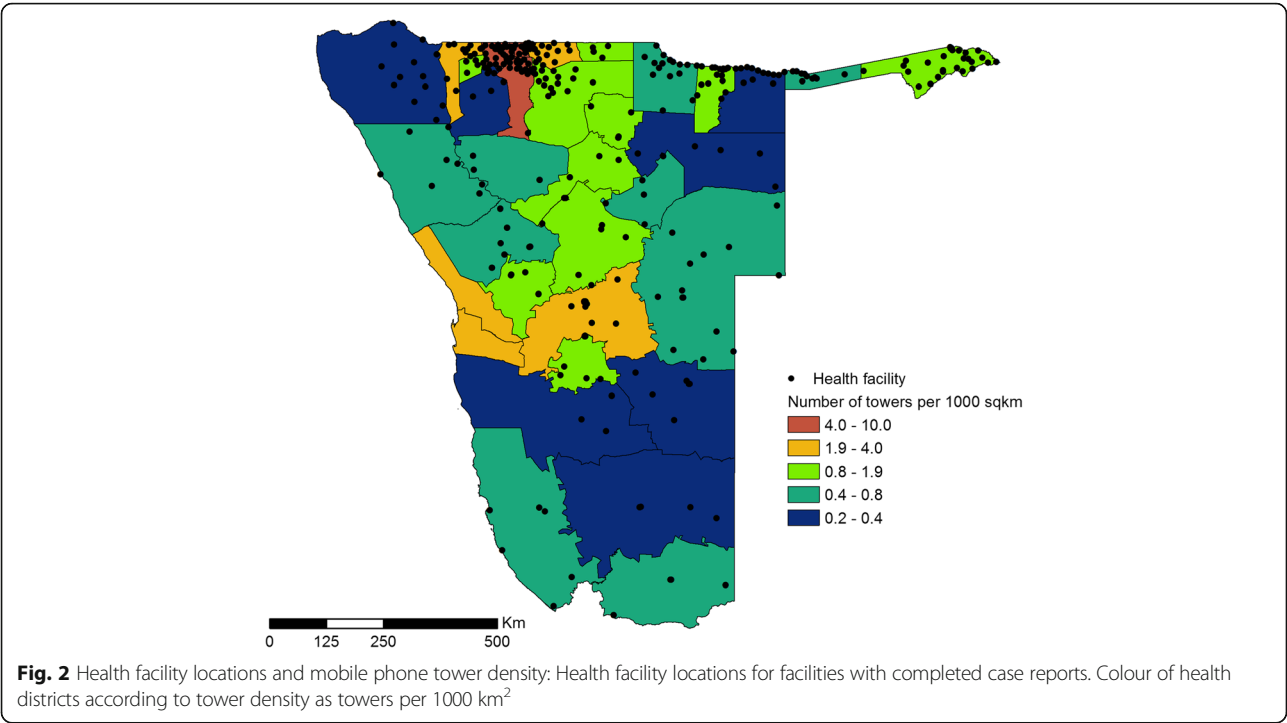 Health facility
Number of towers per 1000 sqkm
4.0 - 10.0
1.9 - 4.0
0.8 - 1.9
0.4 - 0.8
0.2 - 0.4
Km
0 125 250 500
Fig. 2 Health facility locations and mobile phone tower density: Health facility locations for facilities with completed case reports. Colour of health
districts according to tower density as towers per 1000 km²